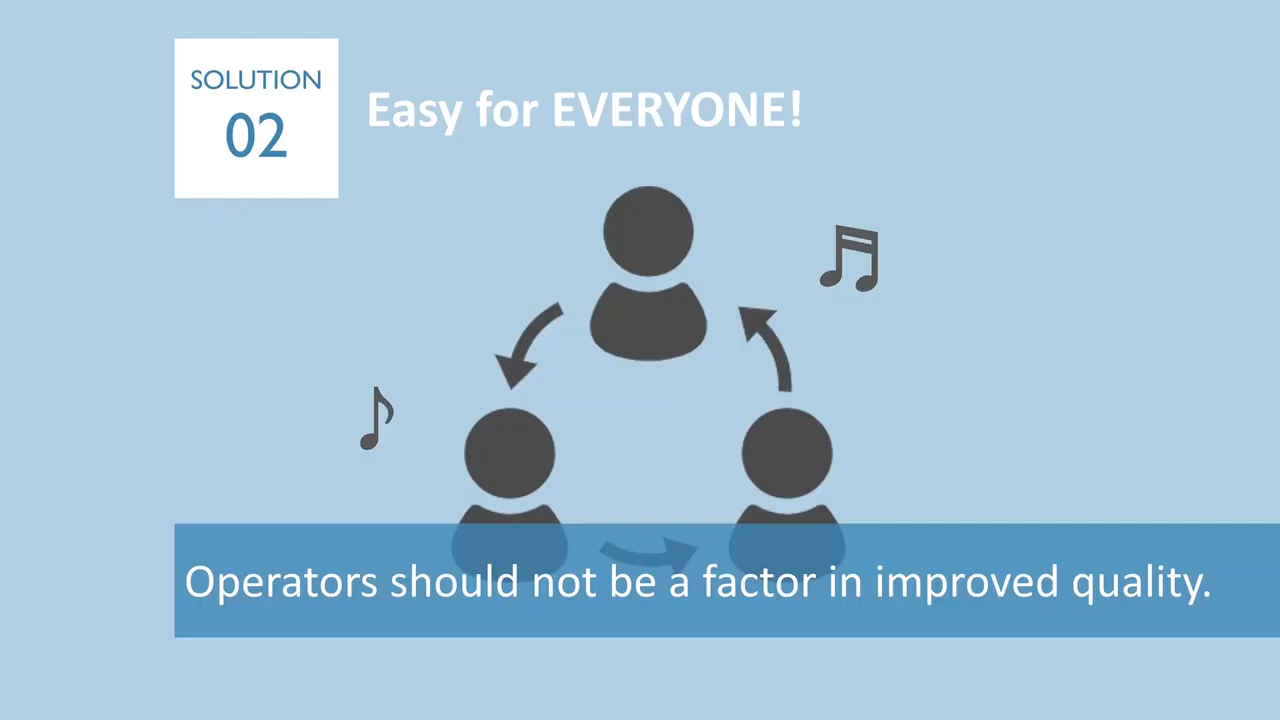 SOLUTION
02
Easy for EVERYONE!
Operators should not be a factor in improved quality.